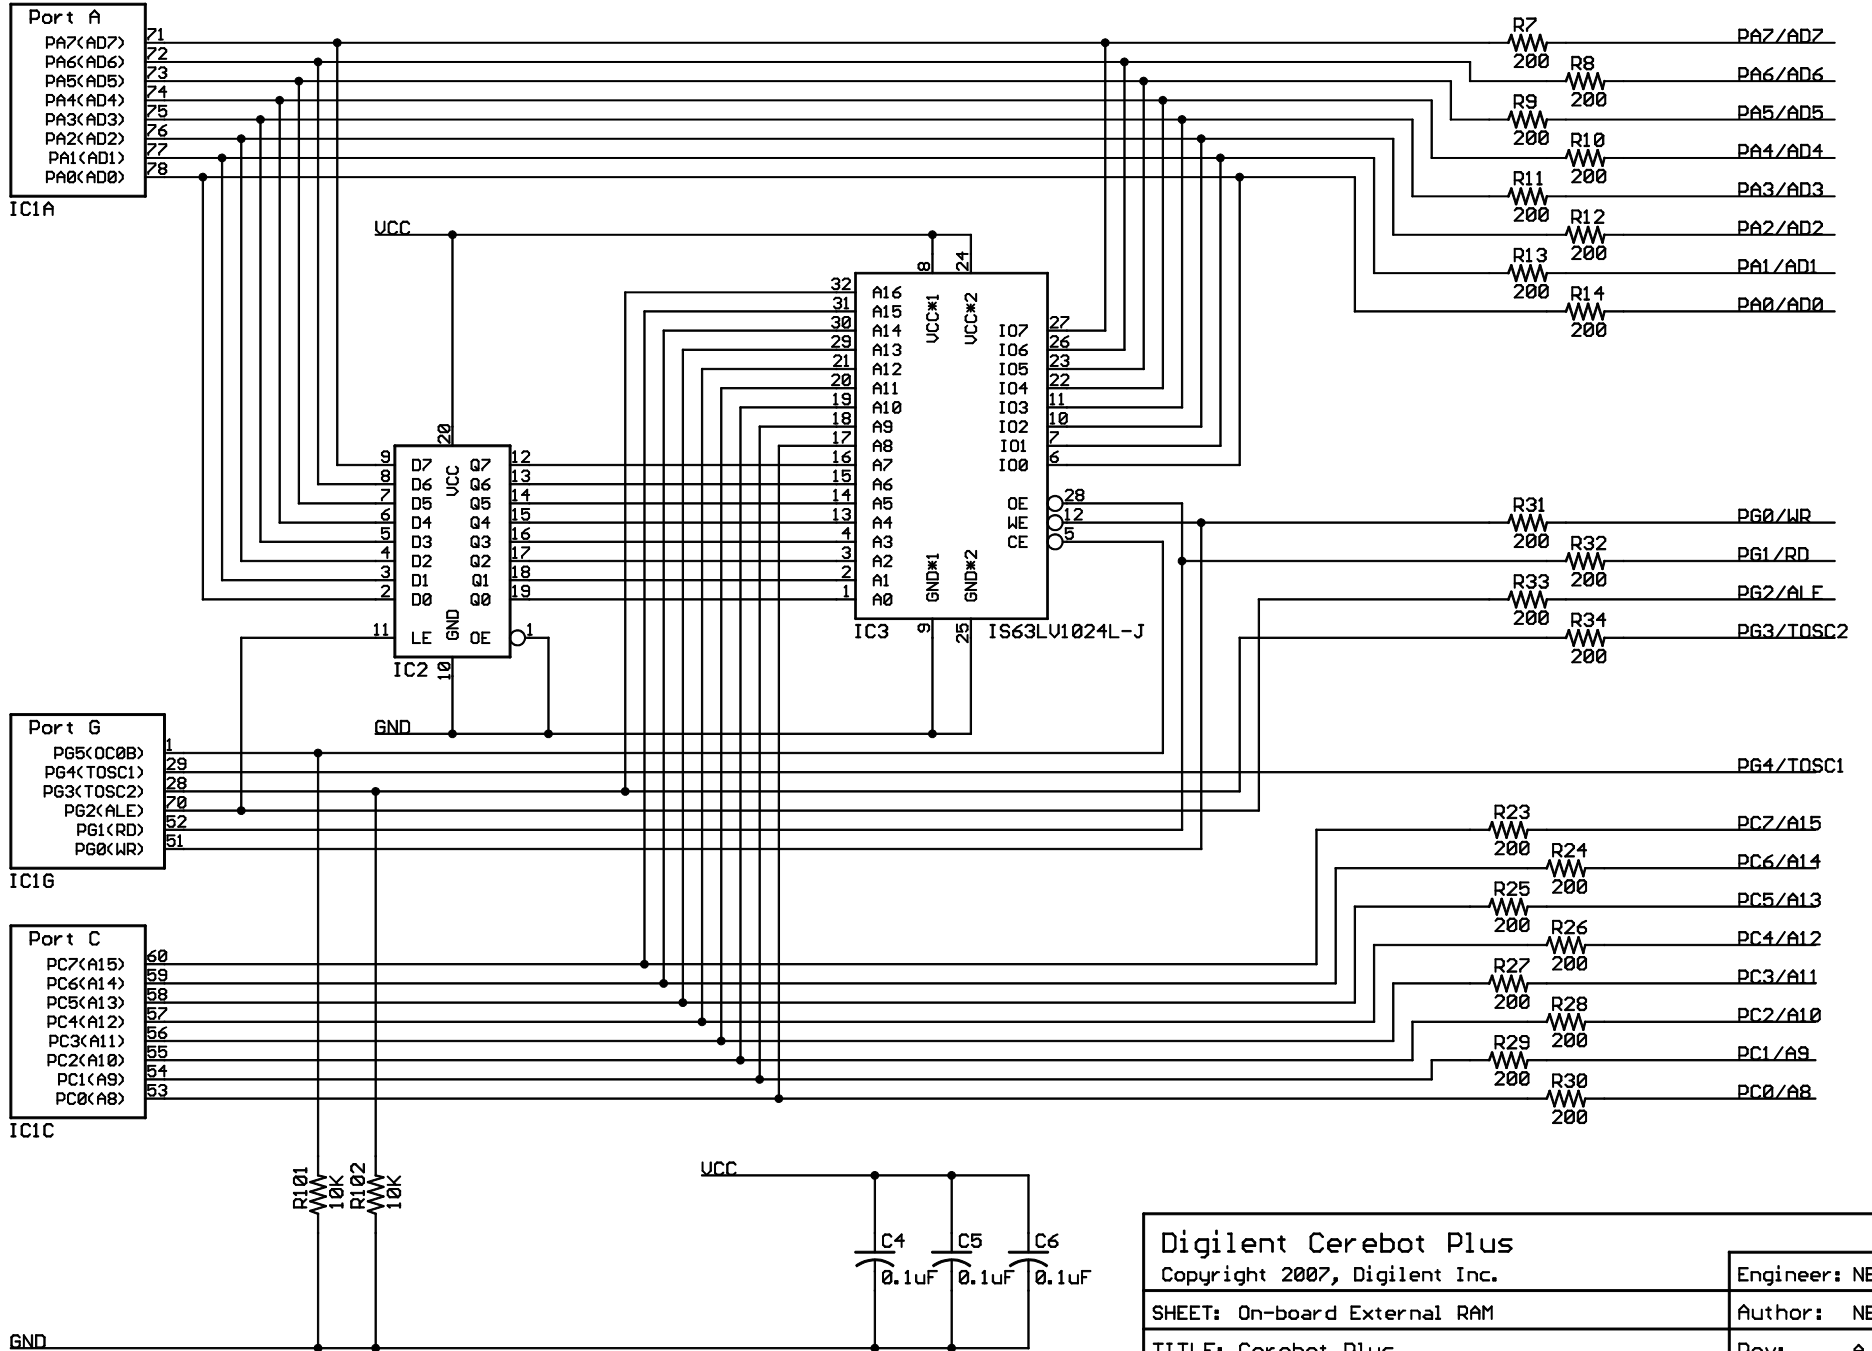 Port A
PA7(AD7) 71
PA6(AD6) 72
PA5(AD5) 73
PA4(AD4) 74
PA3(AD3) 75
PA2(AD2) 76
PA1(AD1) 77
PA0(AD0) 78
IC1A
R7
200
PA7/AD7
R8
200
PA6/AD6
R9
200
PA5/AD5
R10
200
PA4/AD4
R11
200
PA3/AD3
R12
200
PA2/AD2
R13
200
PA1/AD1
R14
200
PA0/AD0
VCC
20
9 D7 Q7 12
8 D6 Q6 13
7 D5 Q5 14
6 D4 Q4 15
5 D3 Q3 16
4 D2 Q2 17
3 D1 Q1 18
2 D0 Q0 19
11 LE OE 1
VCC
GND
IC2
10
GND
8
24
32 A16
31 A15
30 A14
29 A13
21 A12
20 A11
19 A10
18 A9
17 A8
16 A7
15 A6
14 A5
13 A4
4 A3
3 A2
2 A1
1 A0
VCC*1
VCC*2
IO7 27
IO6 26
IO5 23
IO4 22
IO3 11
IO2 10
IO1 7
IO0 6
OE 28
WE 12
CE 5
GND*1
GND*2
IC3
9
25
IS63LV1024L-J
R31
200
PG0/WR
R32
200
PG1/RD
R33
200
PG2/ALE
R34
200
PG3/TOSC2
Port G
PG5(OC0B) 1
PG4(TOSC1) 29
PG3(TOSC2) 28
PG2(ALE) 70
PG1(RD) 52
PG0(WR) 51
IC1G
PG4/TOSC1
R23
200
PC7/A15
R24
200
PC6/A14
R25
200
PC5/A13
R26
200
PC4/A12
R27
200
PC3/A11
R28
200
PC2/A10
R29
200
PC1/A9
R30
200
PC0/A8
Port C
PC7(A15) 60
PC6(A14) 59
PC5(A13) 58
PC4(A12) 57
PC3(A11) 56
PC2(A10) 55
PC1(A9) 54
PC0(A8) 53
IC1C
R101
10K
R102
10K
VCC
C4
0.1uF
C5
0.1uF
C6
0.1uF
GND
Digilent Cerebot Plus
Copyright 2007, Digilent Inc.
Engineer: NE
SHEET: On-board External RAM
Author: NE
TITLE: Cerebot Plus
Rev: A